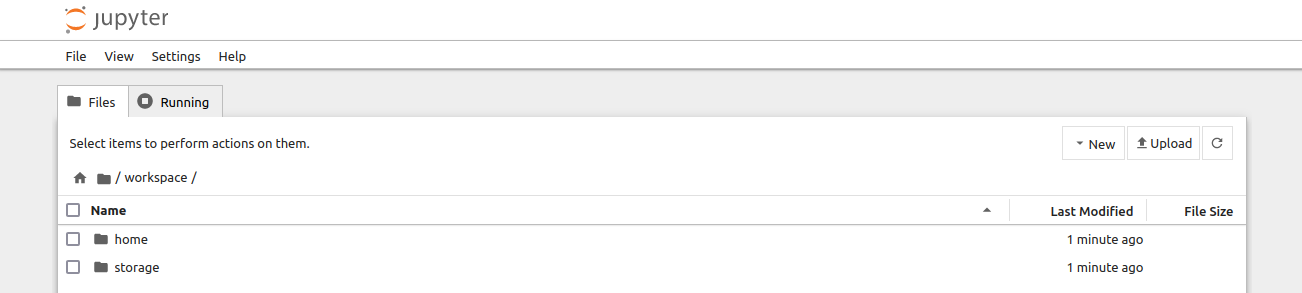 jupyter
File View Settings Help
Files Running
Select items to perform actions on them.
New Upload
/ workspace /
Name Last Modified File Size
home 1 minute ago
storage 1 minute ago